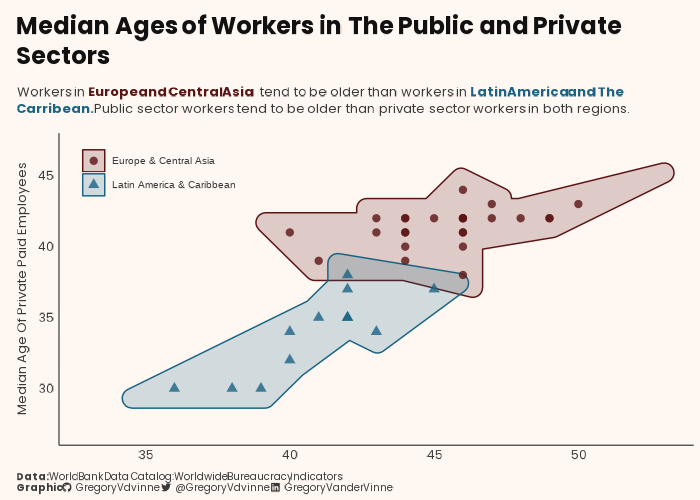 Median Ages of Workers in The Public and Private
Sectors
Workers in Europe and Central Asia tend to be older than workers in Latin America and The
Carribean. Public sector workers tend to be older than private sector workers in both regions.
Europe & Central Asia
Latin America & Caribbean
Median Age Of Private Paid Employees
45
40
35
30
35
40
45
50
Data: World Bank Data Catalog: Worldwide Bureaucracy Indicators
Graphic: GregoryVdvinne @GregoryVdvinne GregoryVanderVinne